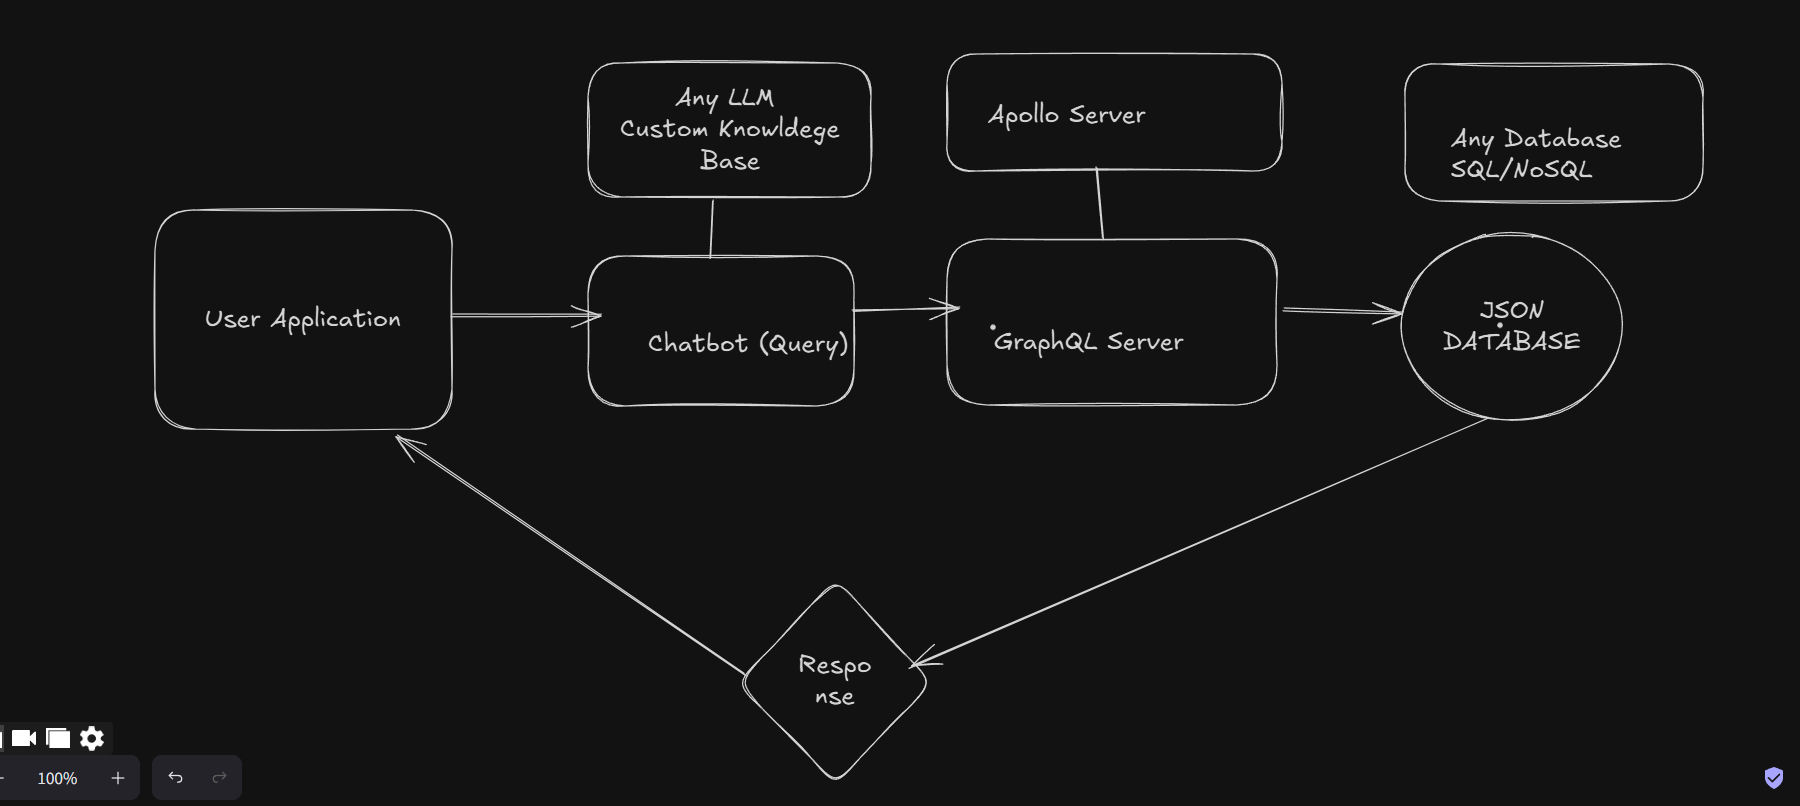 Any LLM
Custom Knowldege
Base
Apollo Server
Any Database
SQL/NoSQL
User Application
Chatbot (Query)
GraphQL Server
JSON
DATABASE
Respo
nse
100%